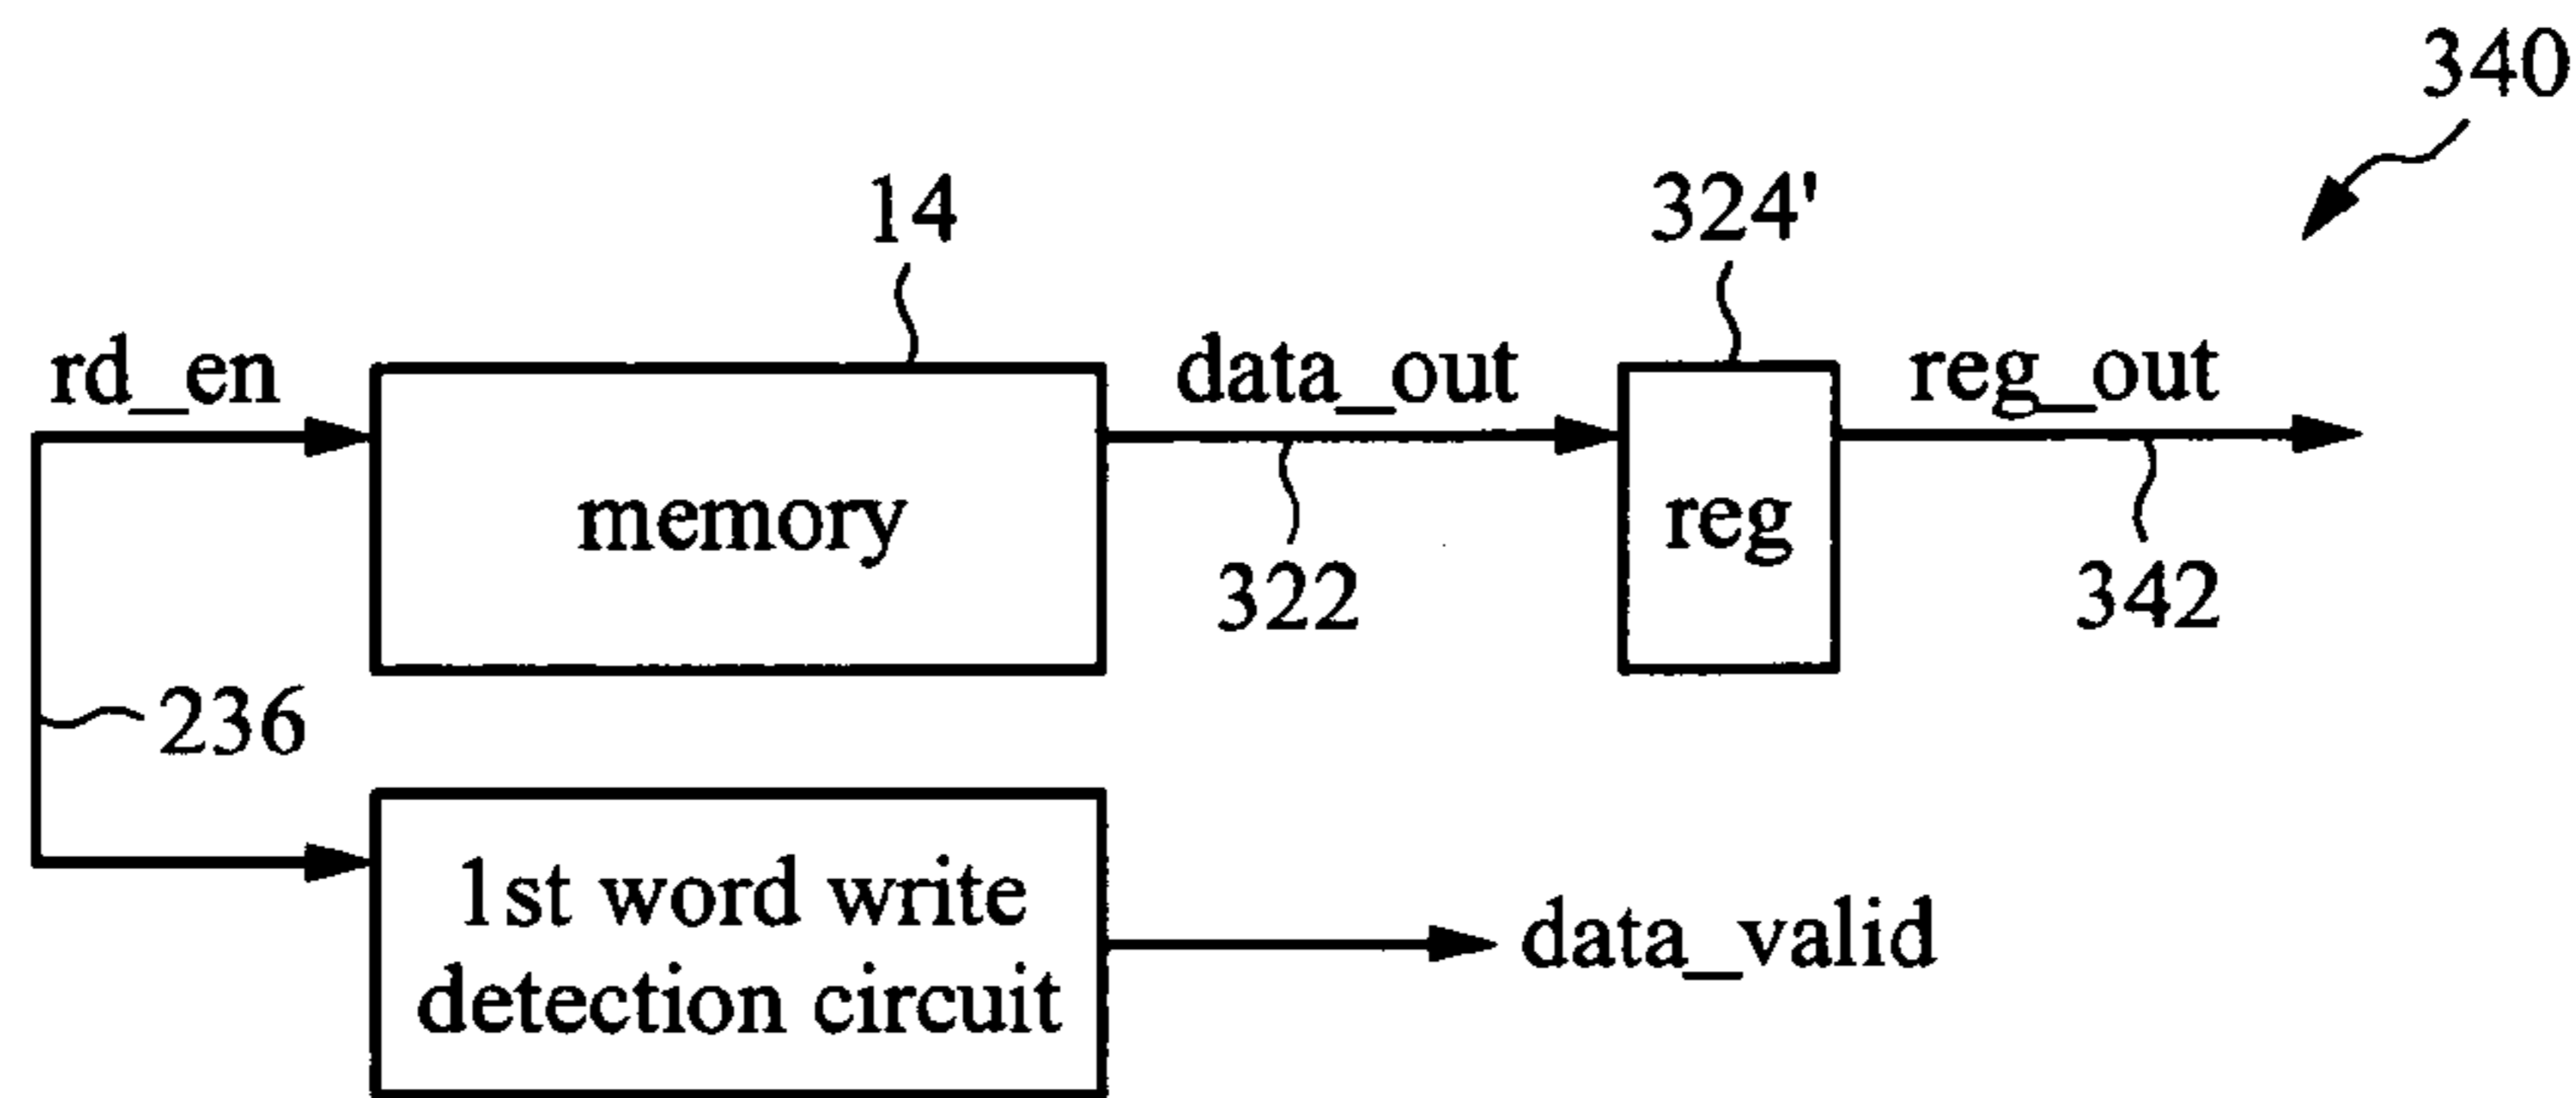 340
14
324'
rd_en
data_out
reg_out
memory
reg
322
342
236
1st word write
detection circuit
data_valid